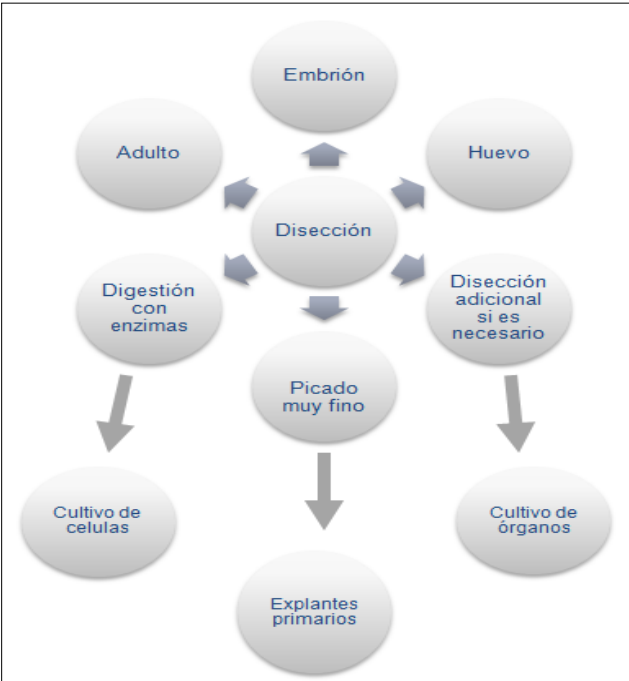 Embrión
Adulto
Huevo
Disección
Digestión
con
enzimas
Disección
adicional
si es
necesario
Picado
muy fino
Cultivo de
celulas
Cultivo de
órganos
Explantes
primarios